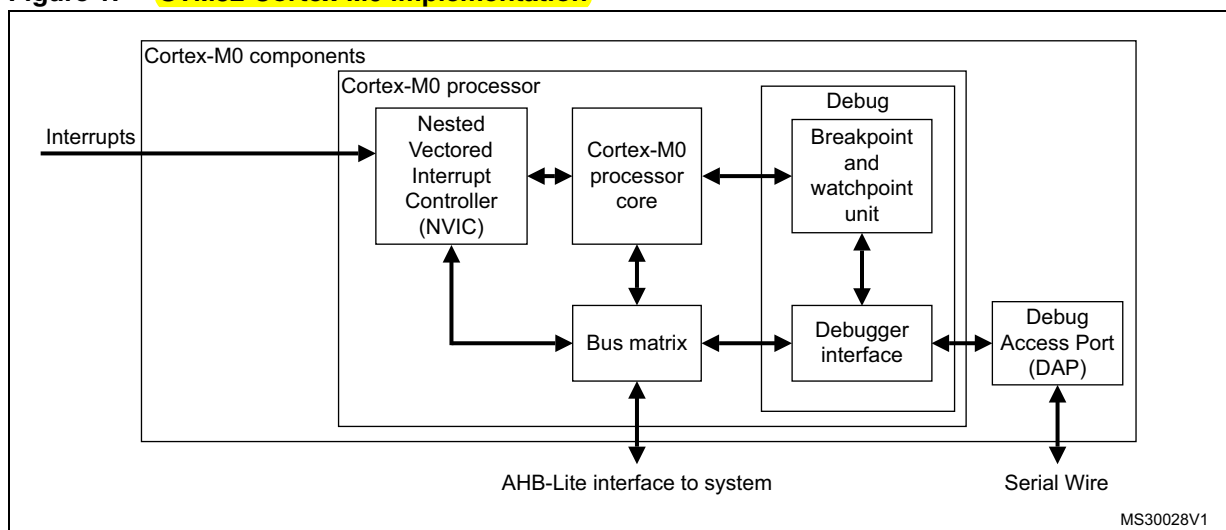 Cortex-M0 components
Cortex-M0 processor
Interrupts
Nested
Vectored
Interrupt
Controller
(NVIC)
Cortex-M0
processor
core
Debug
Breakpoint
and
watchpoint
unit
Bus matrix
Debugger
interface
Debug
Access Port
(DAP)
AHB-Lite interface to system
Serial Wire
MS30028V1